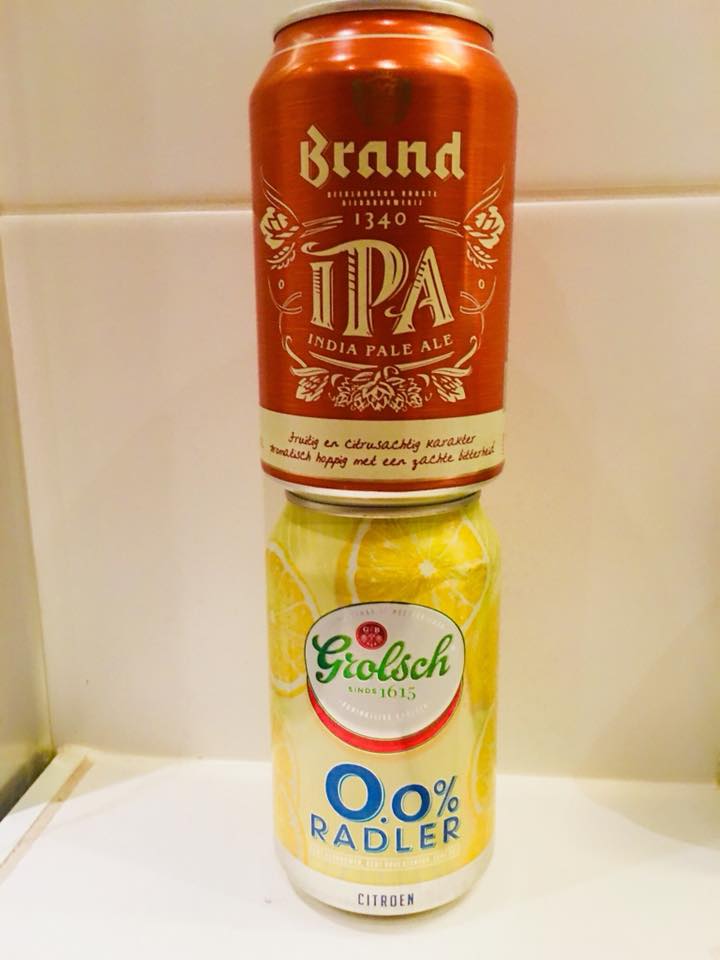 Brand
1340
IPA
INDIA PALE ALE
fruitig en citrusachtig karakter
aromatisch hoppig met een zachte bitterheid
Grolsch
SINDS 1615
0.0%
RADLER
CITROEN